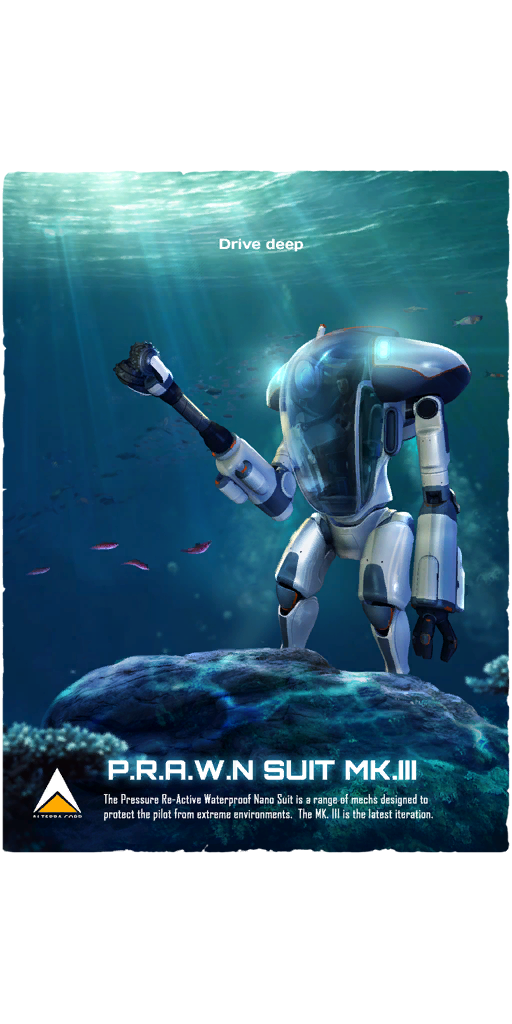 Drive deep
P.R.A.W.N SUIT MK.III
The Pressure Re-Active Waterproof Nano Suit is a range of mechs designed to
protect the pilot from extreme environments. The MK. III is the latest iteration.
ALTERRA CORP